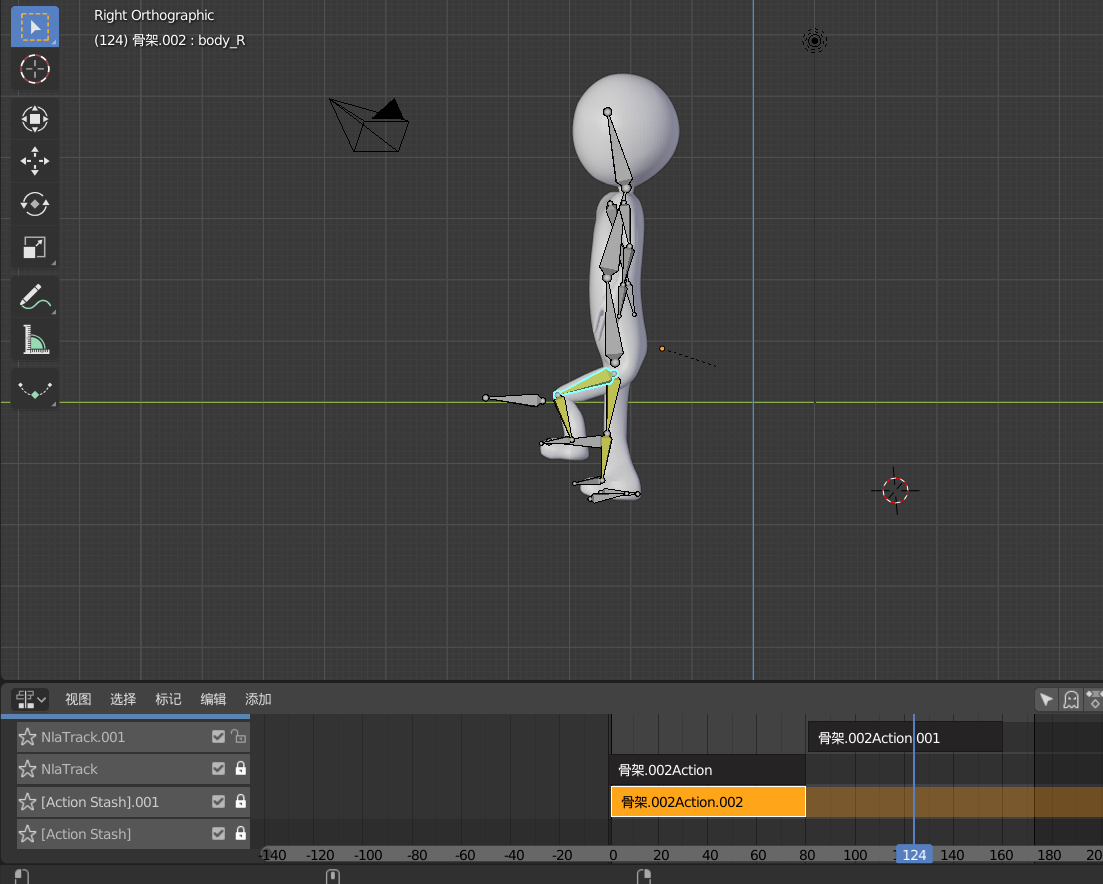 Right Orthographic
(124) 骨架.002 : body_R
视图 选择 标记 编辑 添加
NlaTrack.001 骨架.002Action.001
NlaTrack 骨架.002Action
[Action Stash].001 骨架.002Action.002
[Action Stash]
-140 -120 -100 -80 -60 -40 -20 0 20 40 60 80 100 124 140 160 180